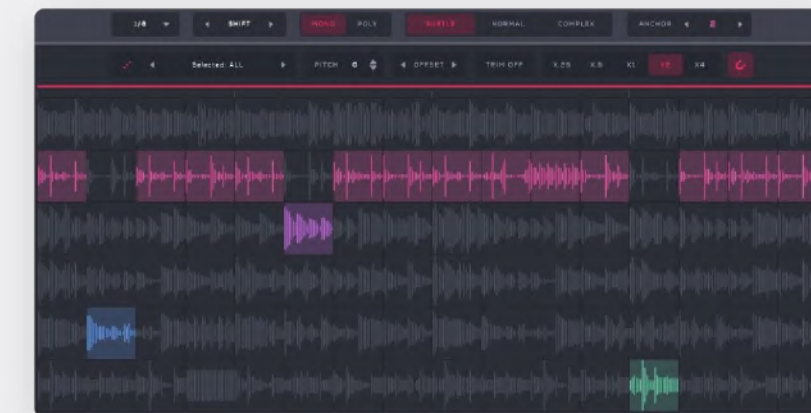 1/8 SHIFT MONO POLY SUBTLE NORMAL COMPLEX ANCHOR 2
Selected: ALL PITCH 0 OFFSET TRIM OFF X.25 X.5 X1 X2 X4